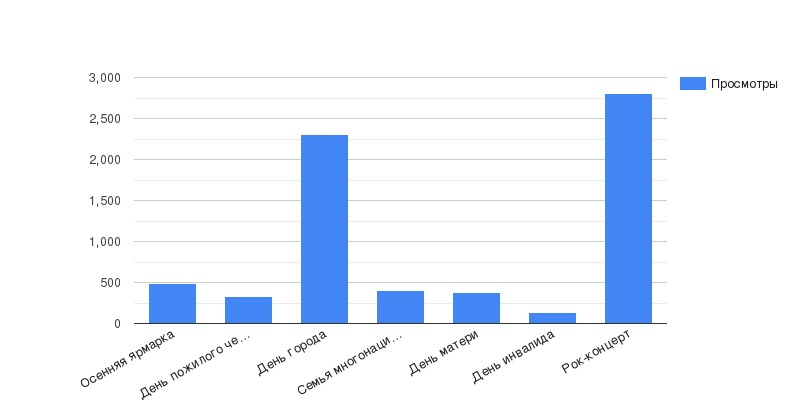 3,000
2,500
2,000
1,500
1,000
500
0
Просмотры
Осенняя ярмарка
День пожилого че...
День города
Семья многонаци...
День матери
День инвалида
Рок-концерт